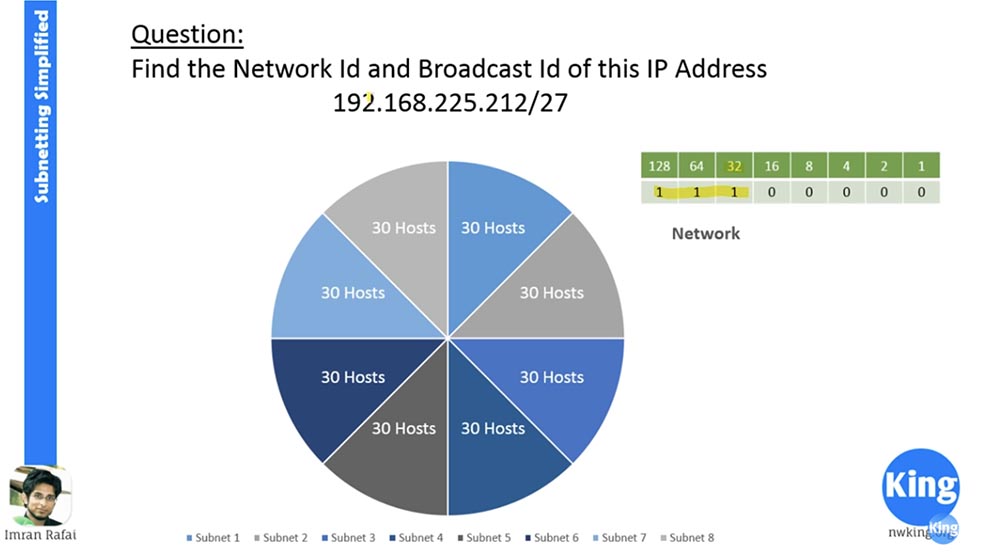 Subnetting Simplified
Question:
Find the Network Id and Broadcast Id of this IP Address
192.168.225.212/27
128 64 32 16 8 4 2 1
1 1 1 0 0 0 0 0
Network
30 Hosts 30 Hosts
30 Hosts 30 Hosts
30 Hosts 30 Hosts
30 Hosts 30 Hosts
King
Imran Rafai
nwking
King
Subnet 1 Subnet 2 Subnet 3 Subnet 4 Subnet 5 Subnet 6 Subnet 7 Subnet 8